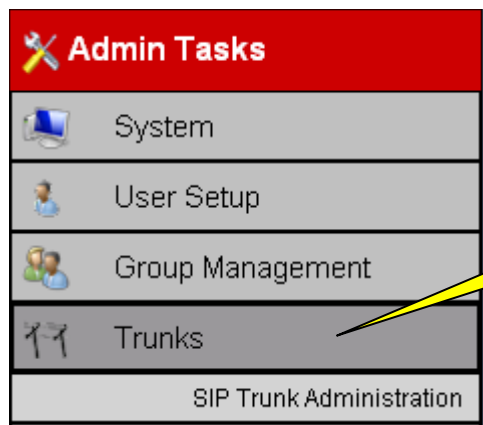 Admin Tasks
System
User Setup
Group Management
Trunks
SIP Trunk Administration